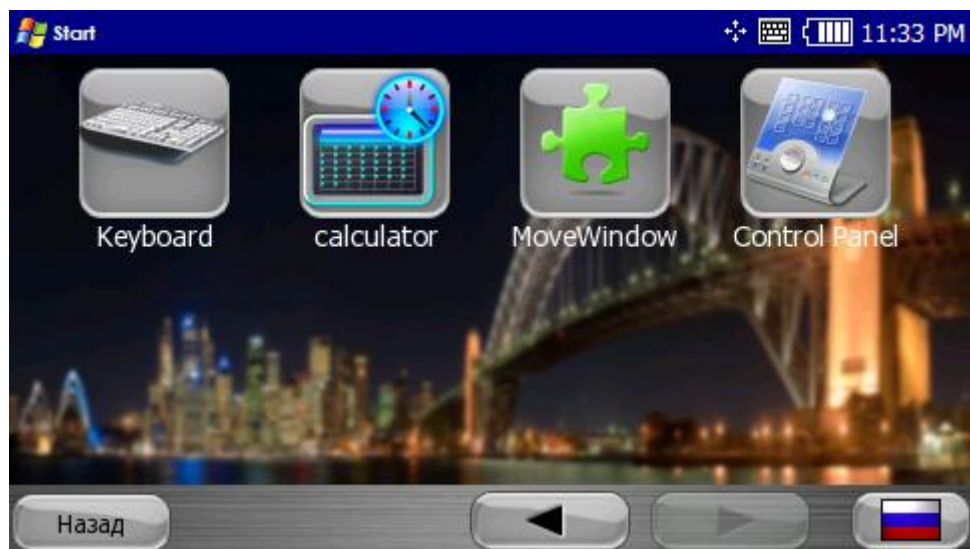 Start
11:33 PM
Keyboard
calculator
MoveWindow
Control Panel
Назад